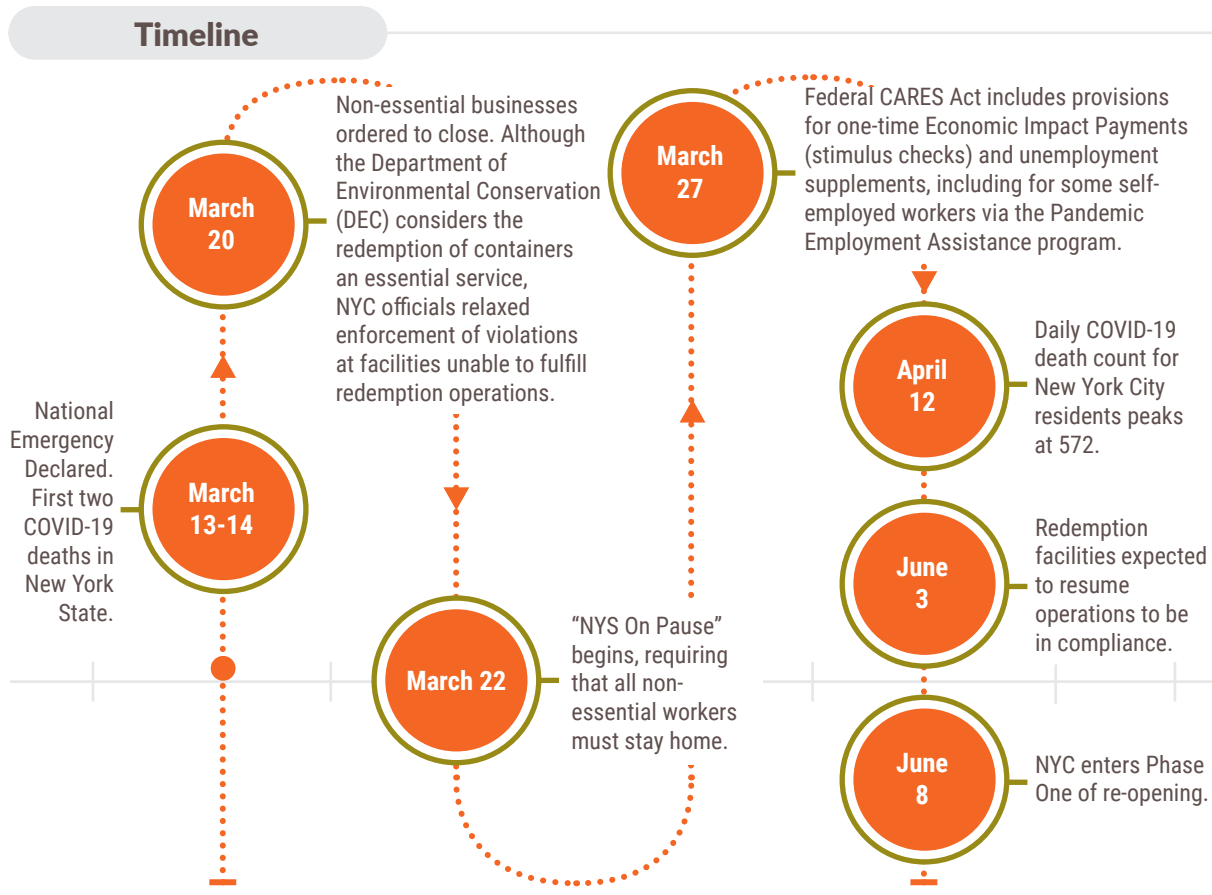 Timeline
National
Emergency
Declared.
First two
COVID-19
deaths in
New York
State.
March
13-14
March
20
Non-essential businesses
ordered to close. Although
the Department of
Environmental Conservation
(DEC) considers the
redemption of containers
an essential service,
NYC officials relaxed
enforcement of violations
at facilities unable to fulfill
redemption operations.
March 22
“NYS On Pause”
begins, requiring
that all non-
essential workers
must stay home.
March
27
Federal CARES Act includes provisions
for one-time Economic Impact Payments
(stimulus checks) and unemployment
supplements, including for some self-
employed workers via the Pandemic
Employment Assistance program.
April
12
Daily COVID-19
death count for
New York City
residents peaks
at 572.
June
3
Redemption
facilities expected
to resume
operations to be
in compliance.
June
8
NYC enters Phase
One of re-opening.